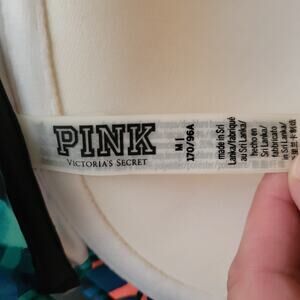 PINK
VICTORIA'S SECRET
M I
170/96A
made in Sri
Lanka/fabriqué
au Sri Lanka/
hecho en
Sri Lanka/
fabbricato in
Sri Lanka/